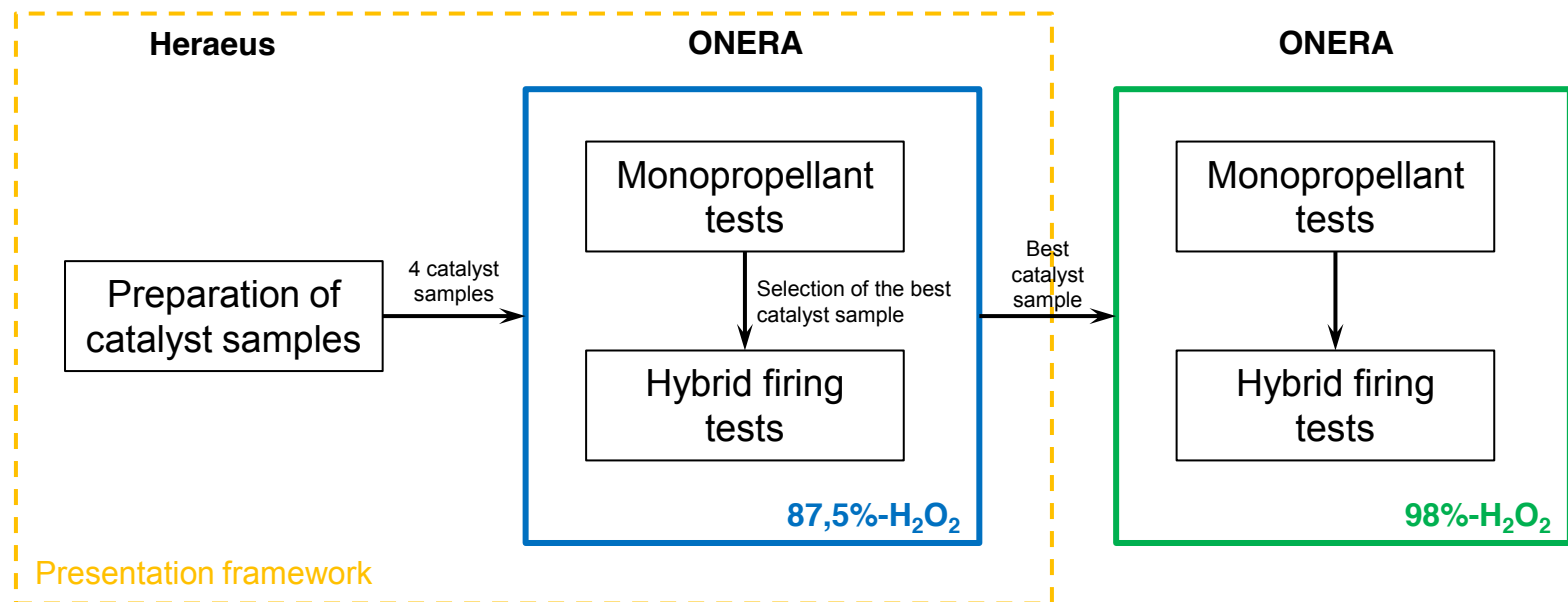 Heraeus
ONERA
ONERA
Preparation of
catalyst samples
4 catalyst
samples
Monopropellant
tests
Selection of the best
catalyst sample
Hybrid firing
tests
87,5%-H₂O₂
Best
catalyst
sample
Monopropellant
tests
Hybrid firing
tests
98%-H₂O₂
Presentation framework